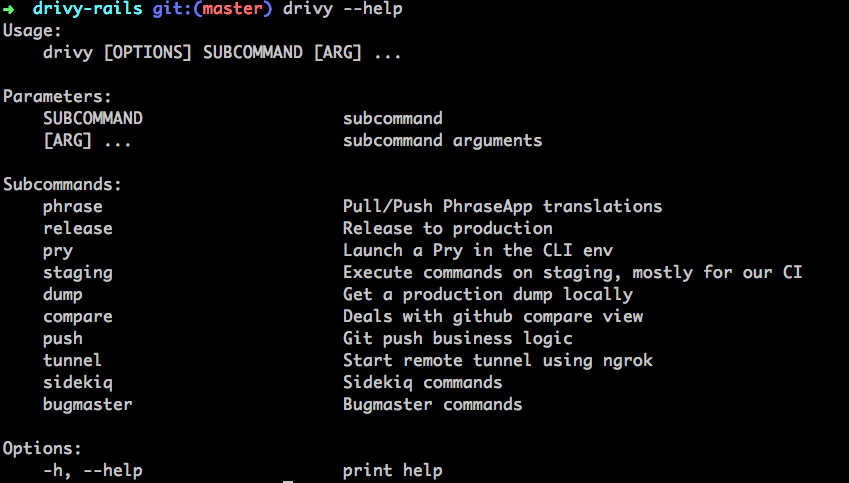 ➜  drivy-rails git:(master) drivy --help
Usage:
    drivy [OPTIONS] SUBCOMMAND [ARG] ...

Parameters:
    SUBCOMMAND                    subcommand
    [ARG] ...                     subcommand arguments

Subcommands:
    phrase                        Pull/Push PhraseApp translations
    release                       Release to production
    pry                           Launch a Pry in the CLI env
    staging                       Execute commands on staging, mostly for our CI
    dump                          Get a production dump locally
    compare                       Deals with github compare view
    push                          Git push business logic
    tunnel                        Start remote tunnel using ngrok
    sidekiq                       Sidekiq commands
    bugmaster                     Bugmaster commands

Options:
    -h, --help                    print help